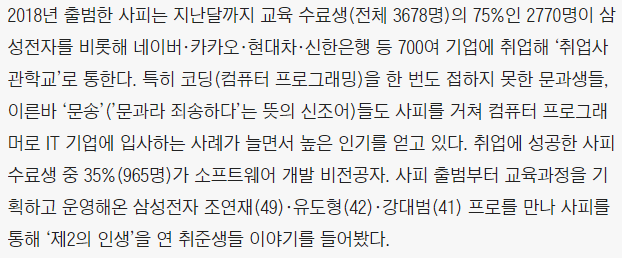 2018년 출범한 사피는 지난달까지 교육 수료생(전체 3678명)의 75%인 2770명이 삼
성전자를 비롯해 네이버·카카오·현대차·신한은행 등 700여 기업에 취업해 ‘취업사
관학교’로 통한다. 특히 코딩(컴퓨터 프로그래밍)을 한 번도 접하지 못한 문과생들,
이른바 ‘문송’(’문과라 죄송하다’는 뜻의 신조어)들도 사피를 거쳐 컴퓨터 프로그래
머로 IT 기업에 입사하는 사례가 늘면서 높은 인기를 얻고 있다. 취업에 성공한 사피
수료생 중 35%(965명)가 소프트웨어 개발 비전공자. 사피 출범부터 교육과정을 기
획하고 운영해온 삼성전자 조연재(49)·유도형(42)·강대범(41) 프로를 만나 사피를
통해 ‘제2의 인생’을 연 취준생들 이야기를 들어봤다.